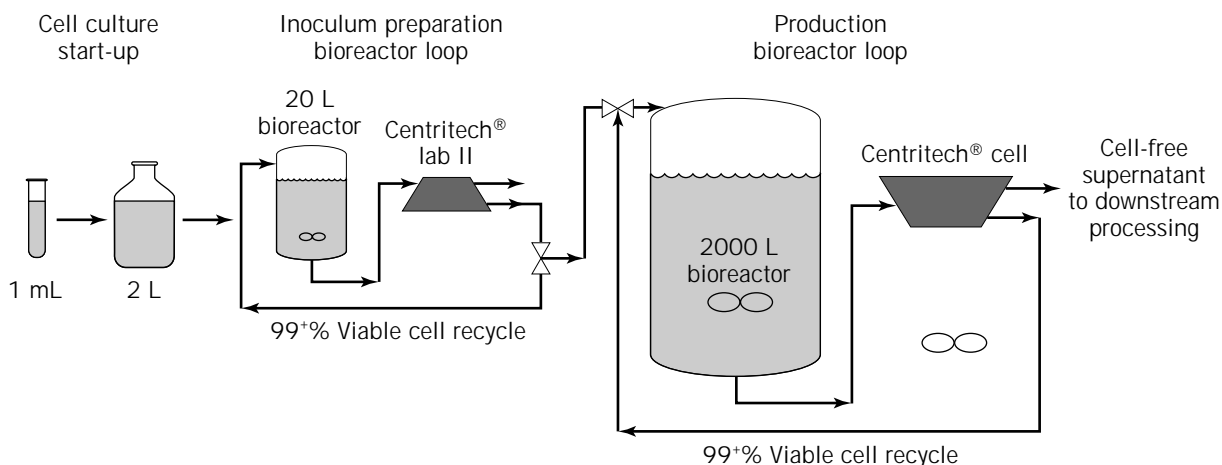 Cell culture
start-up
Inoculum preparation
bioreactor loop
Production
bioreactor loop
20 L
bioreactor
Centritech®
lab II
Centritech® cell
Cell-free
supernatant
to downstream
processing
2000 L
bioreactor
1 mL
2 L
99⁺% Viable cell recycle
99⁺% Viable cell recycle